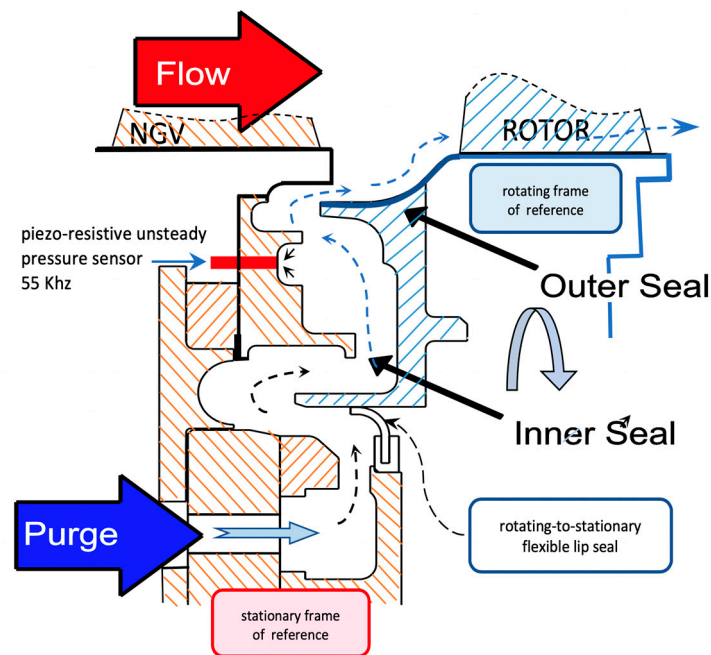 Flow
NGV
ROTOR
rotating frame
of reference
piezo-resistive unsteady
pressure sensor
55 Khz
Outer Seal
Inner Seal
Purge
rotating-to-stationary
flexible lip seal
stationary frame
of reference